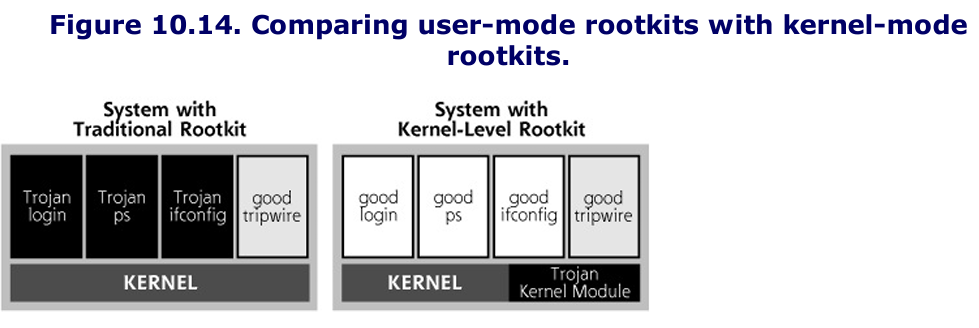 Figure 10.14. Comparing user-mode rootkits with kernel-mode
rootkits.
System with
Traditional Rootkit
Trojan
login
Trojan
ps
Trojan
ifconfig
good
tripwire
KERNEL
System with
Kernel-Level Rootkit
good
login
good
ps
good
ifconfig
good
tripwire
KERNEL
Trojan
Kernel Module